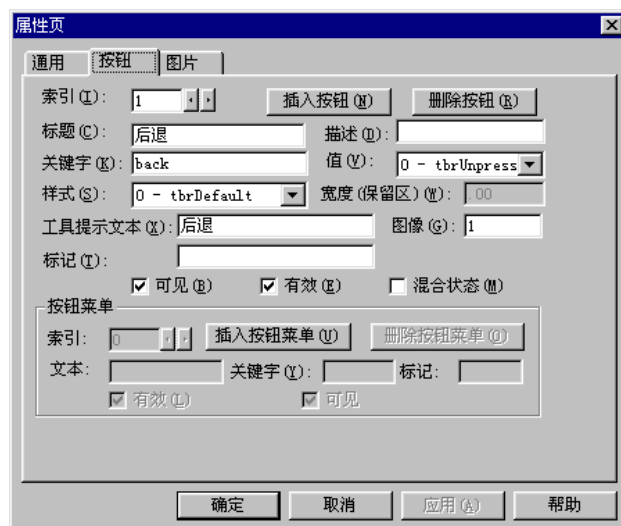 属性页
通用 按钮 图片
索引(I): 1 插入按钮(N) 删除按钮(R)
标题(C): 后退 描述(D):
关键字(K): back 值(V): 0 - tbrUnpress
样式(S): 0 - tbrDefault 宽度(保留区)(W): .00
工具提示文本(X): 后退 图像(G): 1
标记(T):
可见(B) 有效(E) 混合状态(M)
按钮菜单
索引: 0 插入按钮菜单(U) 删除按钮菜单(O)
文本: 关键字(Y): 标记:
有效(L) 可见
确定 取消 应用(A) 帮助